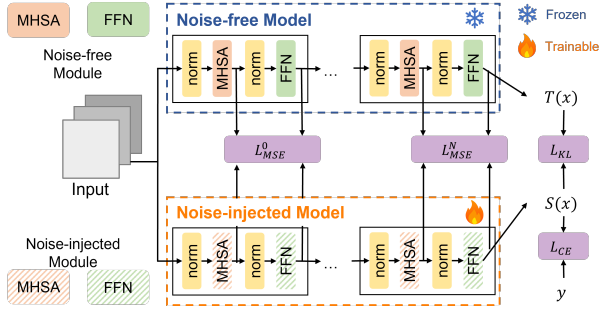 MHSA FFN
Noise-free
Module
Input
Noise-injected
Module
MHSA FFN
Noise-free Model
norm MHSA norm FFN ... norm MHSA norm FFN
L⁰_MSE L^N_MSE
Noise-injected Model
norm MHSA norm FFN ... norm MHSA norm FFN
Frozen
Trainable
T(x)
L_KL
S(x)
L_CE
y